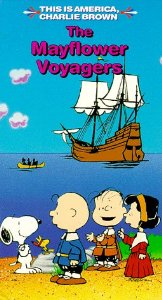 THIS IS AMERICA,
CHARLIE BROWN
The
Mayflower
Voyagers